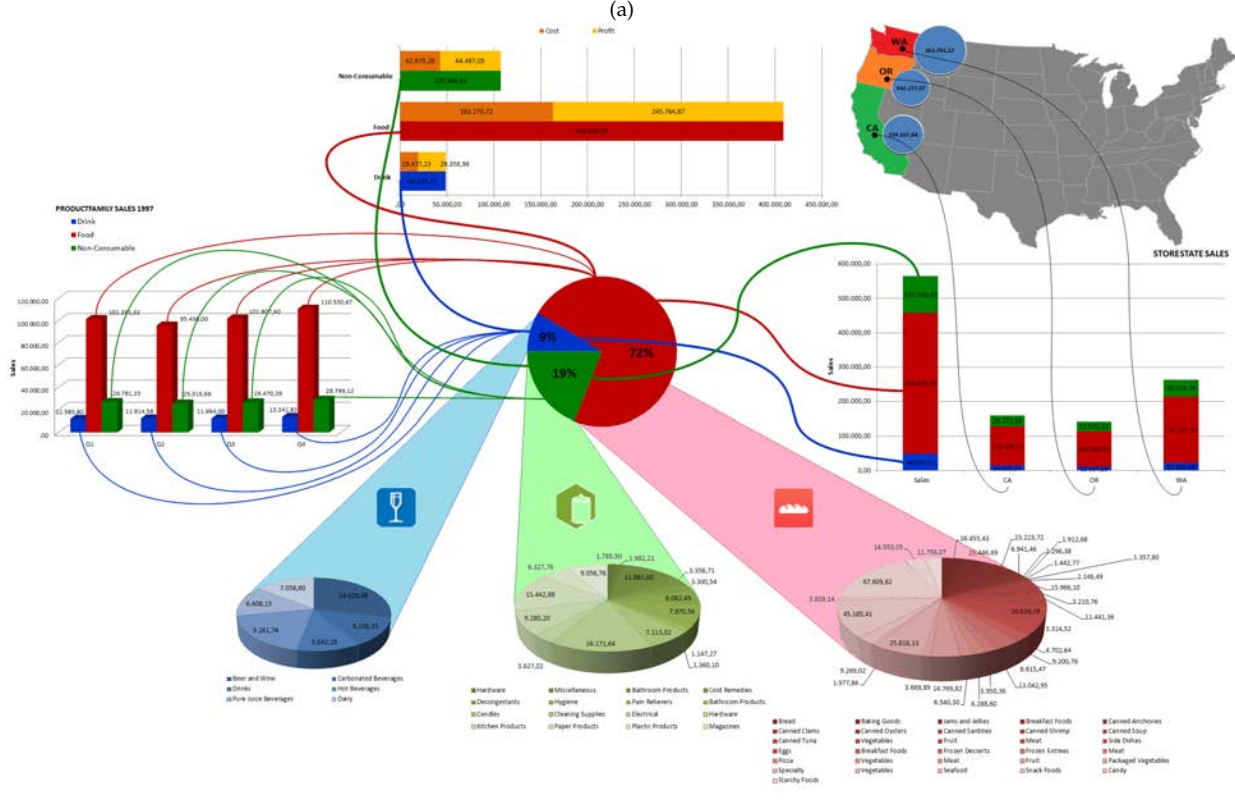 (a)
Cost Profit
42.879,28 44.487,05
Non-Consumable
163.270,72 245.764,87
Food
19.477,23 29.358,98
Drink
,00 50.000,00 100.000,00 150.000,00 200.000,00 250.000,00 300.000,00 350.000,00 400.000,00 450.000,00
WA
OR
CA
PRODUCTFAMILY SALES 1997
Drink
Food
Non-Consumable
120.000,00
100.000,00
80.000,00
60.000,00
40.000,00
20.000,00
,00
Sales
95.436,00
101.807,60
110.530,67
26.781,23
25.315,69
26.470,29
28.799,12
11.585,80
11.914,58
11.994,00
Q1 Q2 Q3 Q4
9%
72%
19%
STORE STATE SALES
600.000,00
500.000,00
400.000,00
300.000,00
200.000,00
100.000,00
0,00
Sales
Sales CA OR WA
7.058,60
6.608,15
9.261,74
5.642,25
Beer and Wine Carbonated Beverages
Drinks Hot Beverages
Pure Juice Beverages Dairy
1.755,50 1.982,21
6.327,76 9.056,76 11.881,80 3.356,71
3.300,54
15.442,88
8.092,45
7.970,56
9.280,20
7.113,02
16.171,64
1.147,27
3.627,02
1.360,10
Hardware Miscellaneous Bathroom Products Cold Remedies
Decongestants Hygiene Pain Relievers Bathroom Products
Candles Cleaning Supplies Electrical Hardware
Kitchen Products Paper Products Plastic Products Magazines
14.550,05 11.756,07 16.455,43 15.446,69 23.223,72 6.941,46 1.912,68
1.296,38
1.442,77
1.357,80
67.609,82
2.146,49
15.966,10
3.809,14
3.210,76
11.441,36
45.185,41
3.314,52
25.816,13
4.702,64
9.200,76
9.269,02
8.615,47
1.977,86
13.042,95
3.669,89 14.769,82 5.950,36
6.540,30 6.288,60
Bread Baking Goods Jams and Jellies Breakfast Foods Canned Anchovies
Canned Clams Canned Oysters Canned Sardines Canned Shrimp Canned Soup
Canned Tuna Vegetables Fruit Meat Side Dishes
Eggs Breakfast Foods Frozen Desserts Frozen Entrees Meat
Pizza Vegetables Meat Fruit Packaged Vegetables
Specialty Vegetables Seafood Snack Foods Candy
Starchy Foods